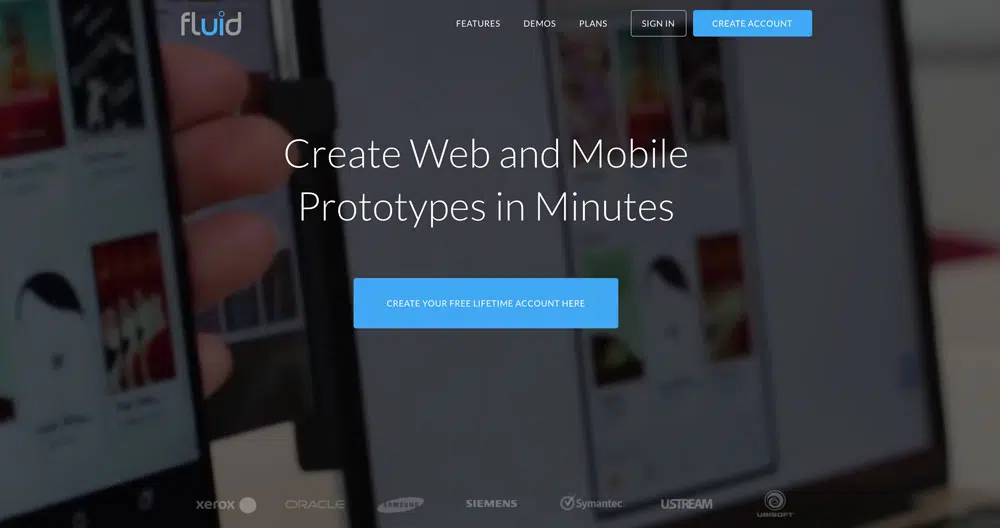 fluid
FEATURES
DEMOS
PLANS
SIGN IN
CREATE ACCOUNT
Create Web and Mobile
Prototypes in Minutes
CREATE YOUR FREE LIFETIME ACCOUNT HERE
xerox
ORACLE
SAMSUNG
SIEMENS
Symantec
USTREAM
UBISOFT